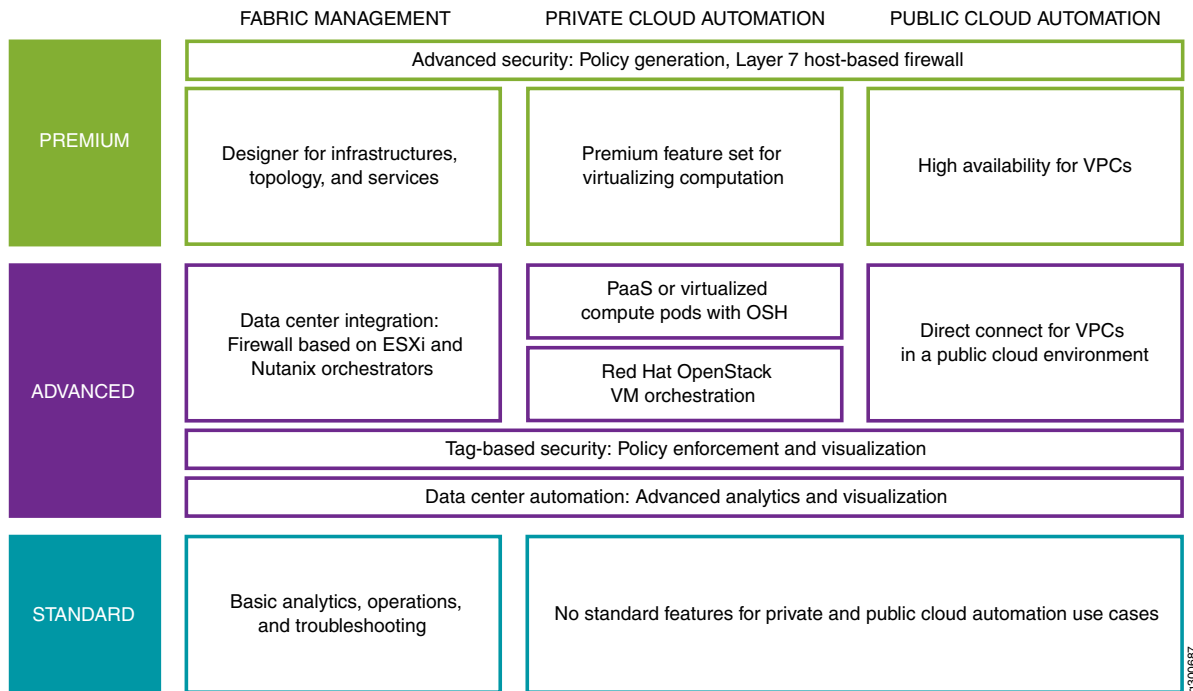 FABRIC MANAGEMENT
PRIVATE CLOUD AUTOMATION
PUBLIC CLOUD AUTOMATION
PREMIUM
Advanced security: Policy generation, Layer 7 host-based firewall
Designer for infrastructures,
topology, and services
Premium feature set for
virtualizing computation
High availability for VPCs
ADVANCED
Data center integration:
Firewall based on ESXi and
Nutanix orchestrators
PaaS or virtualized
compute pods with OSH
Red Hat OpenStack
VM orchestration
Direct connect for VPCs
in a public cloud environment
Tag-based security: Policy enforcement and visualization
Data center automation: Advanced analytics and visualization
STANDARD
Basic analytics, operations,
and troubleshooting
No standard features for private and public cloud automation use cases